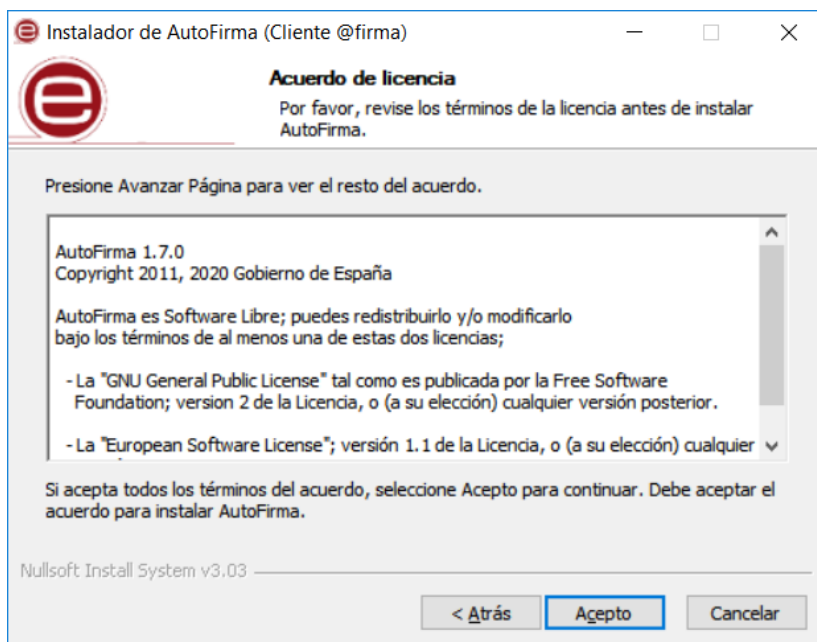 Instalador de AutoFirma (Cliente @firma)
Acuerdo de licencia
Por favor, revise los términos de la licencia antes de instalar
AutoFirma.
Presione Avanzar Página para ver el resto del acuerdo.
AutoFirma 1.7.0
Copyright 2011, 2020 Gobierno de España
AutoFirma es Software Libre; puedes redistribuirlo y/o modificarlo
bajo los términos de al menos una de estas dos licencias;
- La "GNU General Public License" tal como es publicada por la Free Software
Foundation; version 2 de la Licencia, o (a su elección) cualquier versión posterior.
- La "European Software License"; versión 1.1 de la Licencia, o (a su elección) cualquier
Si acepta todos los términos del acuerdo, seleccione Acepto para continuar. Debe aceptar el
acuerdo para instalar AutoFirma.
Nullsoft Install System v3.03
< Atrás Acepto Cancelar